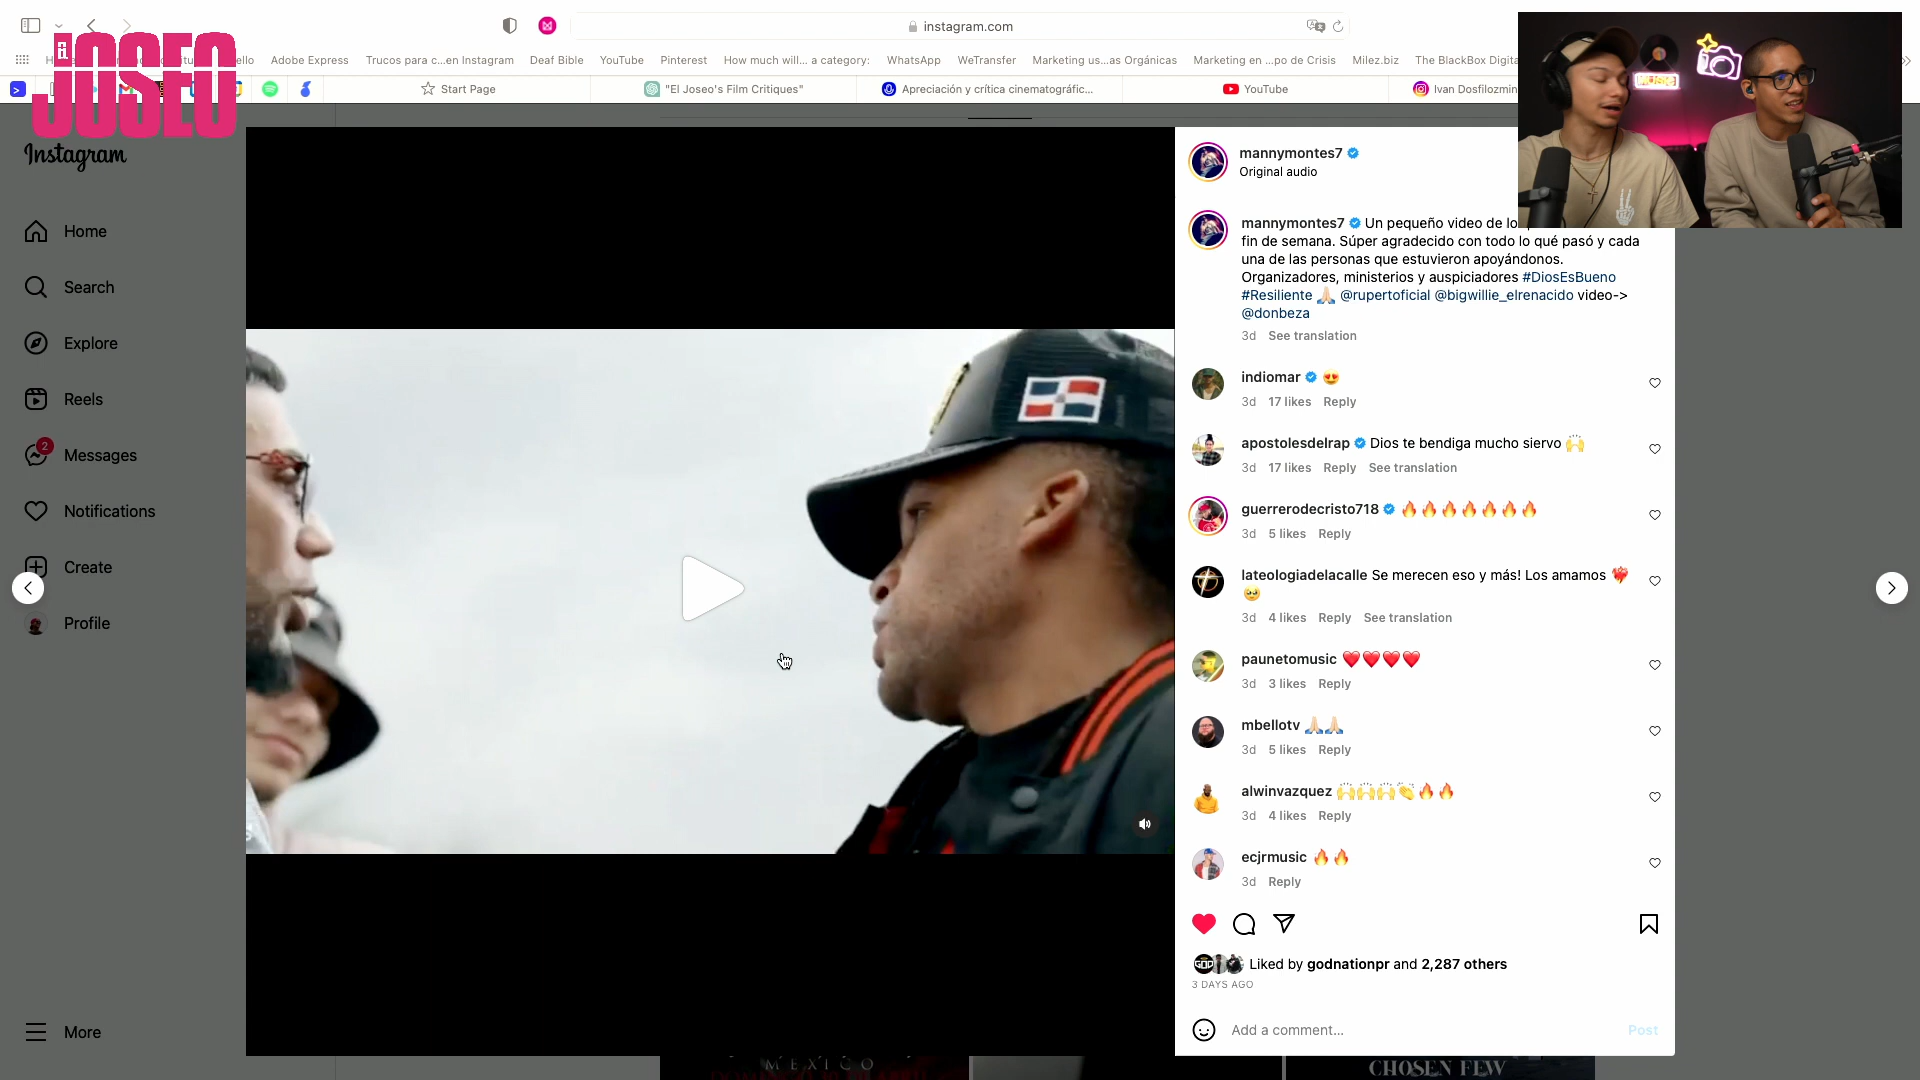 instagram.com
Adobe Express
Trucos para c...en Instagram
Deaf Bible
YouTube
Pinterest
How much will... a category:
WhatsApp
WeTransfer
Marketing us...as Orgánicas
Marketing en ...po de Crisis
Milez.biz
The BlackBox Digita
Start Page
"El Joseo's Film Critiques"
Apreciación y crítica cinematográfic...
YouTube
Ivan Dosfilozmin
El JOSEO
MUSIC
Instagram
Home
Search
Explore
Reels
2
Messages
Notifications
Create
Profile
More
mannymontes7
Original audio
mannymontes7 Un pequeño video de lo
fin de semana. Súper agradecido con todo lo qué pasó y cada
una de las personas que estuvieron apoyándonos.
Organizadores, ministerios y auspiciadores #DiosEsBueno
#Resiliente 🙏🏻 @rupertoficial @bigwillie_elrenacido video->
@donbeza
3d See translation
indiomar 😍
3d 17 likes Reply
apostolesdelrap Dios te bendiga mucho siervo 🙌
3d 17 likes Reply See translation
guerrerodecristo718 🔥🔥🔥🔥🔥🔥🔥
3d 5 likes Reply
lateologiadelacalle Se merecen eso y más! Los amamos ❤️‍🔥
🥹
3d 4 likes Reply See translation
paunetomusic ❤️❤️❤️❤️
3d 3 likes Reply
mbellotv 🙏🏻🙏🏻
3d 5 likes Reply
alwinvazquez 🙌🙌🙌👏🔥🔥
3d 4 likes Reply
ecjrmusic 🔥🔥
3d Reply
GOD
Liked by godnationpr and 2,287 others
3 DAYS AGO
Add a comment...
Post
MEXICO
CHOSEN FEW